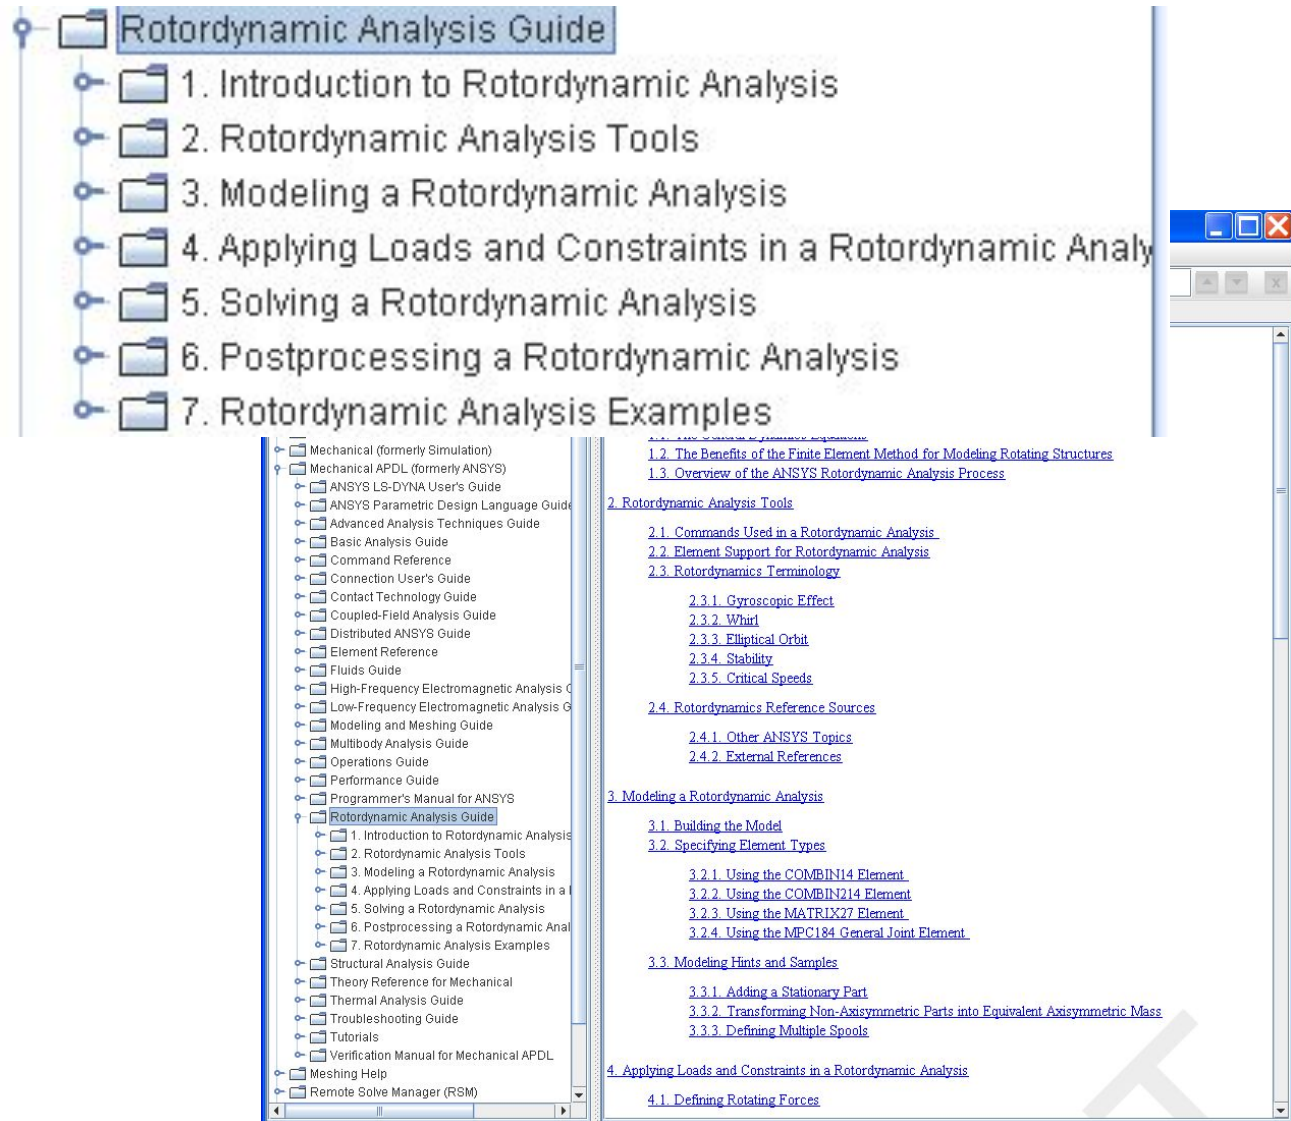 Rotordynamic Analysis Guide
1. Introduction to Rotordynamic Analysis
2. Rotordynamic Analysis Tools
3. Modeling a Rotordynamic Analysis
4. Applying Loads and Constraints in a Rotordynamic Analy
5. Solving a Rotordynamic Analysis
6. Postprocessing a Rotordynamic Analysis
7. Rotordynamic Analysis Examples
Mechanical (formerly Simulation)
Mechanical APDL (formerly ANSYS)
ANSYS LS-DYNA User's Guide
ANSYS Parametric Design Language Guide
Advanced Analysis Techniques Guide
Basic Analysis Guide
Command Reference
Connection User's Guide
Contact Technology Guide
Coupled-Field Analysis Guide
Distributed ANSYS Guide
Element Reference
Fluids Guide
High-Frequency Electromagnetic Analysis G
Low-Frequency Electromagnetic Analysis G
Modeling and Meshing Guide
Multibody Analysis Guide
Operations Guide
Performance Guide
Programmer's Manual for ANSYS
Rotordynamic Analysis Guide
1. Introduction to Rotordynamic Analysis
2. Rotordynamic Analysis Tools
3. Modeling a Rotordynamic Analysis
4. Applying Loads and Constraints in a
5. Solving a Rotordynamic Analysis
6. Postprocessing a Rotordynamic Anal
7. Rotordynamic Analysis Examples
Structural Analysis Guide
Theory Reference for Mechanical
Thermal Analysis Guide
Troubleshooting Guide
Tutorials
Verification Manual for Mechanical APDL
Meshing Help
Remote Solve Manager (RSM)
1.1. The General Dynamics Equations
1.2. The Benefits of the Finite Element Method for Modeling Rotating Structures
1.3. Overview of the ANSYS Rotordynamic Analysis Process
2. Rotordynamic Analysis Tools
2.1. Commands Used in a Rotordynamic Analysis
2.2. Element Support for Rotordynamic Analysis
2.3. Rotordynamics Terminology
2.3.1. Gyroscopic Effect
2.3.2. Whirl
2.3.3. Elliptical Orbit
2.3.4. Stability
2.3.5. Critical Speeds
2.4. Rotordynamics Reference Sources
2.4.1. Other ANSYS Topics
2.4.2. External References
3. Modeling a Rotordynamic Analysis
3.1. Building the Model
3.2. Specifying Element Types
3.2.1. Using the COMBIN14 Element
3.2.2. Using the COMBIN214 Element
3.2.3. Using the MATRIX27 Element
3.2.4. Using the MPC184 General Joint Element
3.3. Modeling Hints and Samples
3.3.1. Adding a Stationary Part
3.3.2. Transforming Non-Axisymmetric Parts into Equivalent Axisymmetric Mass
3.3.3. Defining Multiple Spools
4. Applying Loads and Constraints in a Rotordynamic Analysis
4.1. Defining Rotating Forces